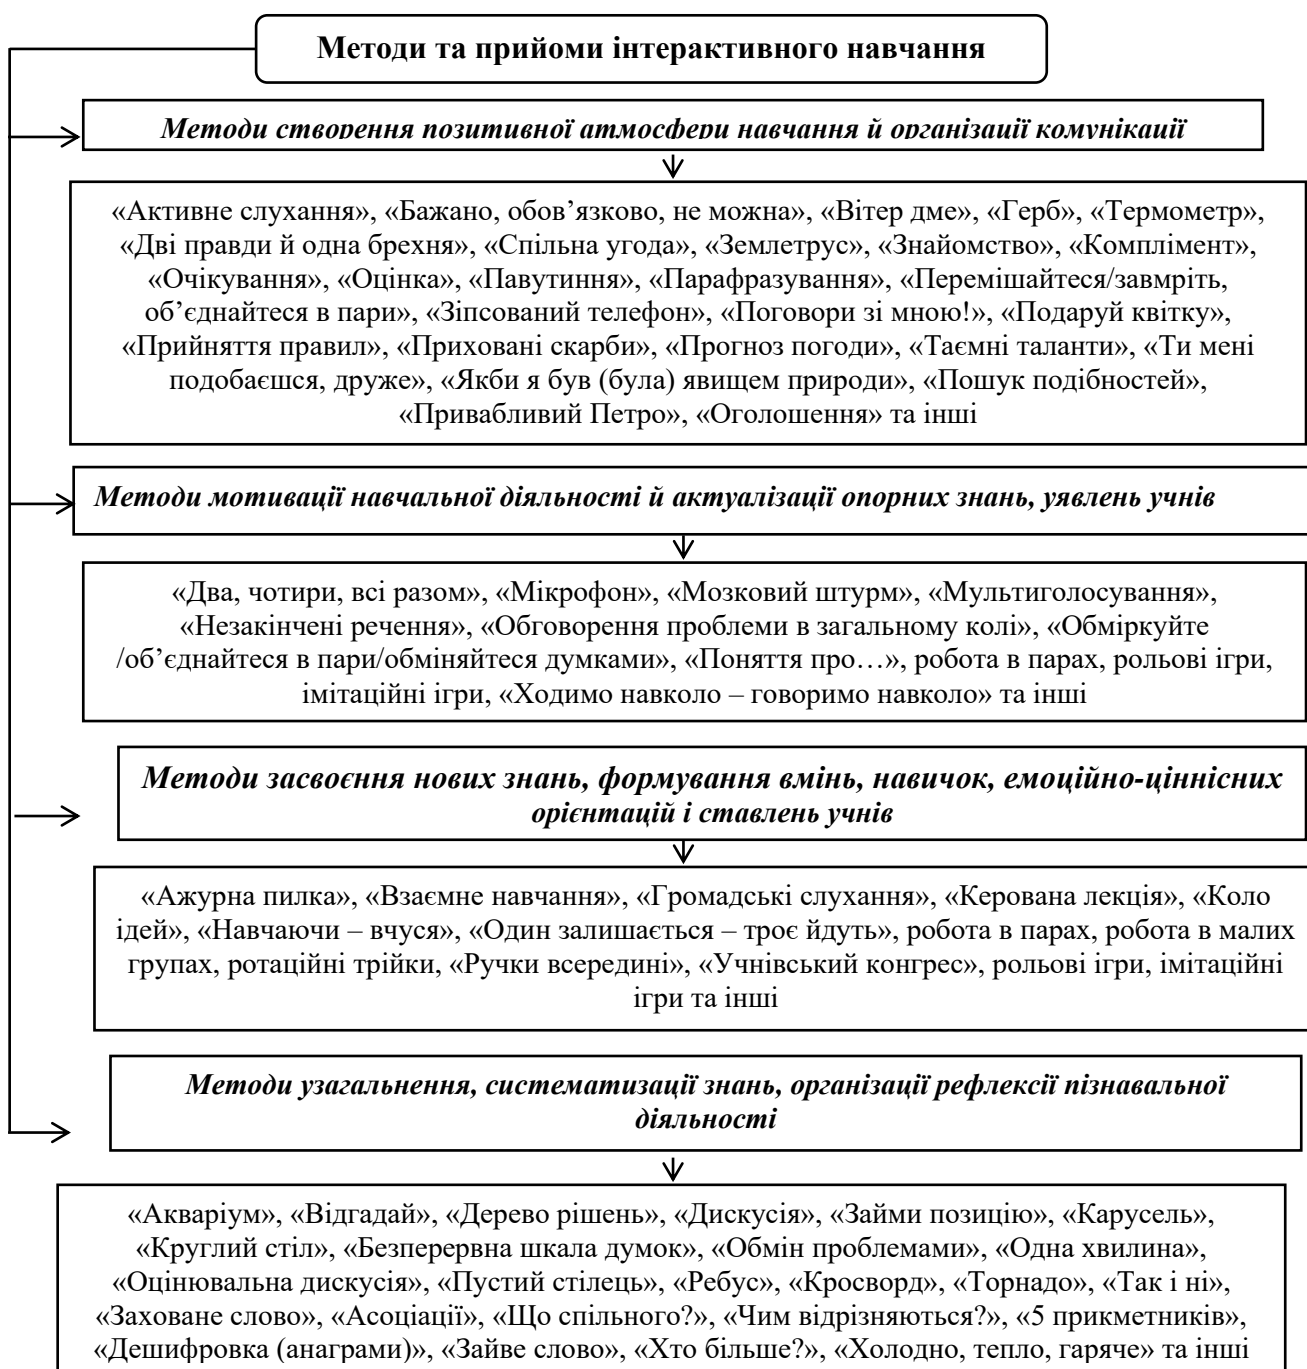 Методи та прийоми інтерактивного навчання
Методи створення позитивної атмосфери навчання й організації комунікації
«Активне слухання», «Бажано, обов’язково, не можна», «Вітер дме», «Герб», «Термометр»,
«Дві правди й одна брехня», «Спільна угода», «Землетрус», «Знайомство», «Комплімент»,
«Очікування», «Оцінка», «Павутиння», «Парафразування», «Перемішайтеся/завмріть,
об’єднайтеся в пари», «Зіпсований телефон», «Поговори зі мною!», «Подаруй квітку»,
«Прийняття правил», «Приховані скарби», «Прогноз погоди», «Таємні таланти», «Ти мені
подобаєшся, друже», «Якби я був (була) явищем природи», «Пошук подібностей»,
«Привабливий Петро», «Оголошення» та інші
Методи мотивації навчальної діяльності й актуалізації опорних знань, уявлень учнів
«Два, чотири, всі разом», «Мікрофон», «Мозковий штурм», «Мультиголосування»,
«Незакінчені речення», «Обговорення проблеми в загальному колі», «Обміркуйте
/об’єднайтеся в пари/обміняйтеся думками», «Поняття про…», робота в парах, рольові ігри,
імітаційні ігри, «Ходимо навколо – говоримо навколо» та інші
Методи засвоєння нових знань, формування вмінь, навичок, емоційно-ціннісних
орієнтацій і ставлень учнів
«Ажурна пилка», «Взаємне навчання», «Громадські слухання», «Керована лекція», «Коло
ідей», «Навчаючи – вчуся», «Один залишається – троє йдуть», робота в парах, робота в малих
групах, ротаційні трійки, «Ручки всередині», «Учнівський конгрес», рольові ігри, імітаційні
ігри та інші
Методи узагальнення, систематизації знань, організації рефлексії пізнавальної
діяльності
«Акваріум», «Відгадай», «Дерево рішень», «Дискусія», «Займи позицію», «Карусель»,
«Круглий стіл», «Безперервна шкала думок», «Обмін проблемами», «Одна хвилина»,
«Оцінювальна дискусія», «Пустий стілець», «Ребус», «Кросворд», «Торнадо», «Так і ні»,
«Заховане слово», «Асоціації», «Що спільного?», «Чим відрізняються?», «5 прикметників»,
«Дешифровка (анаграми)», «Зайве слово», «Хто більше?», «Холодно, тепло, гаряче» та інші